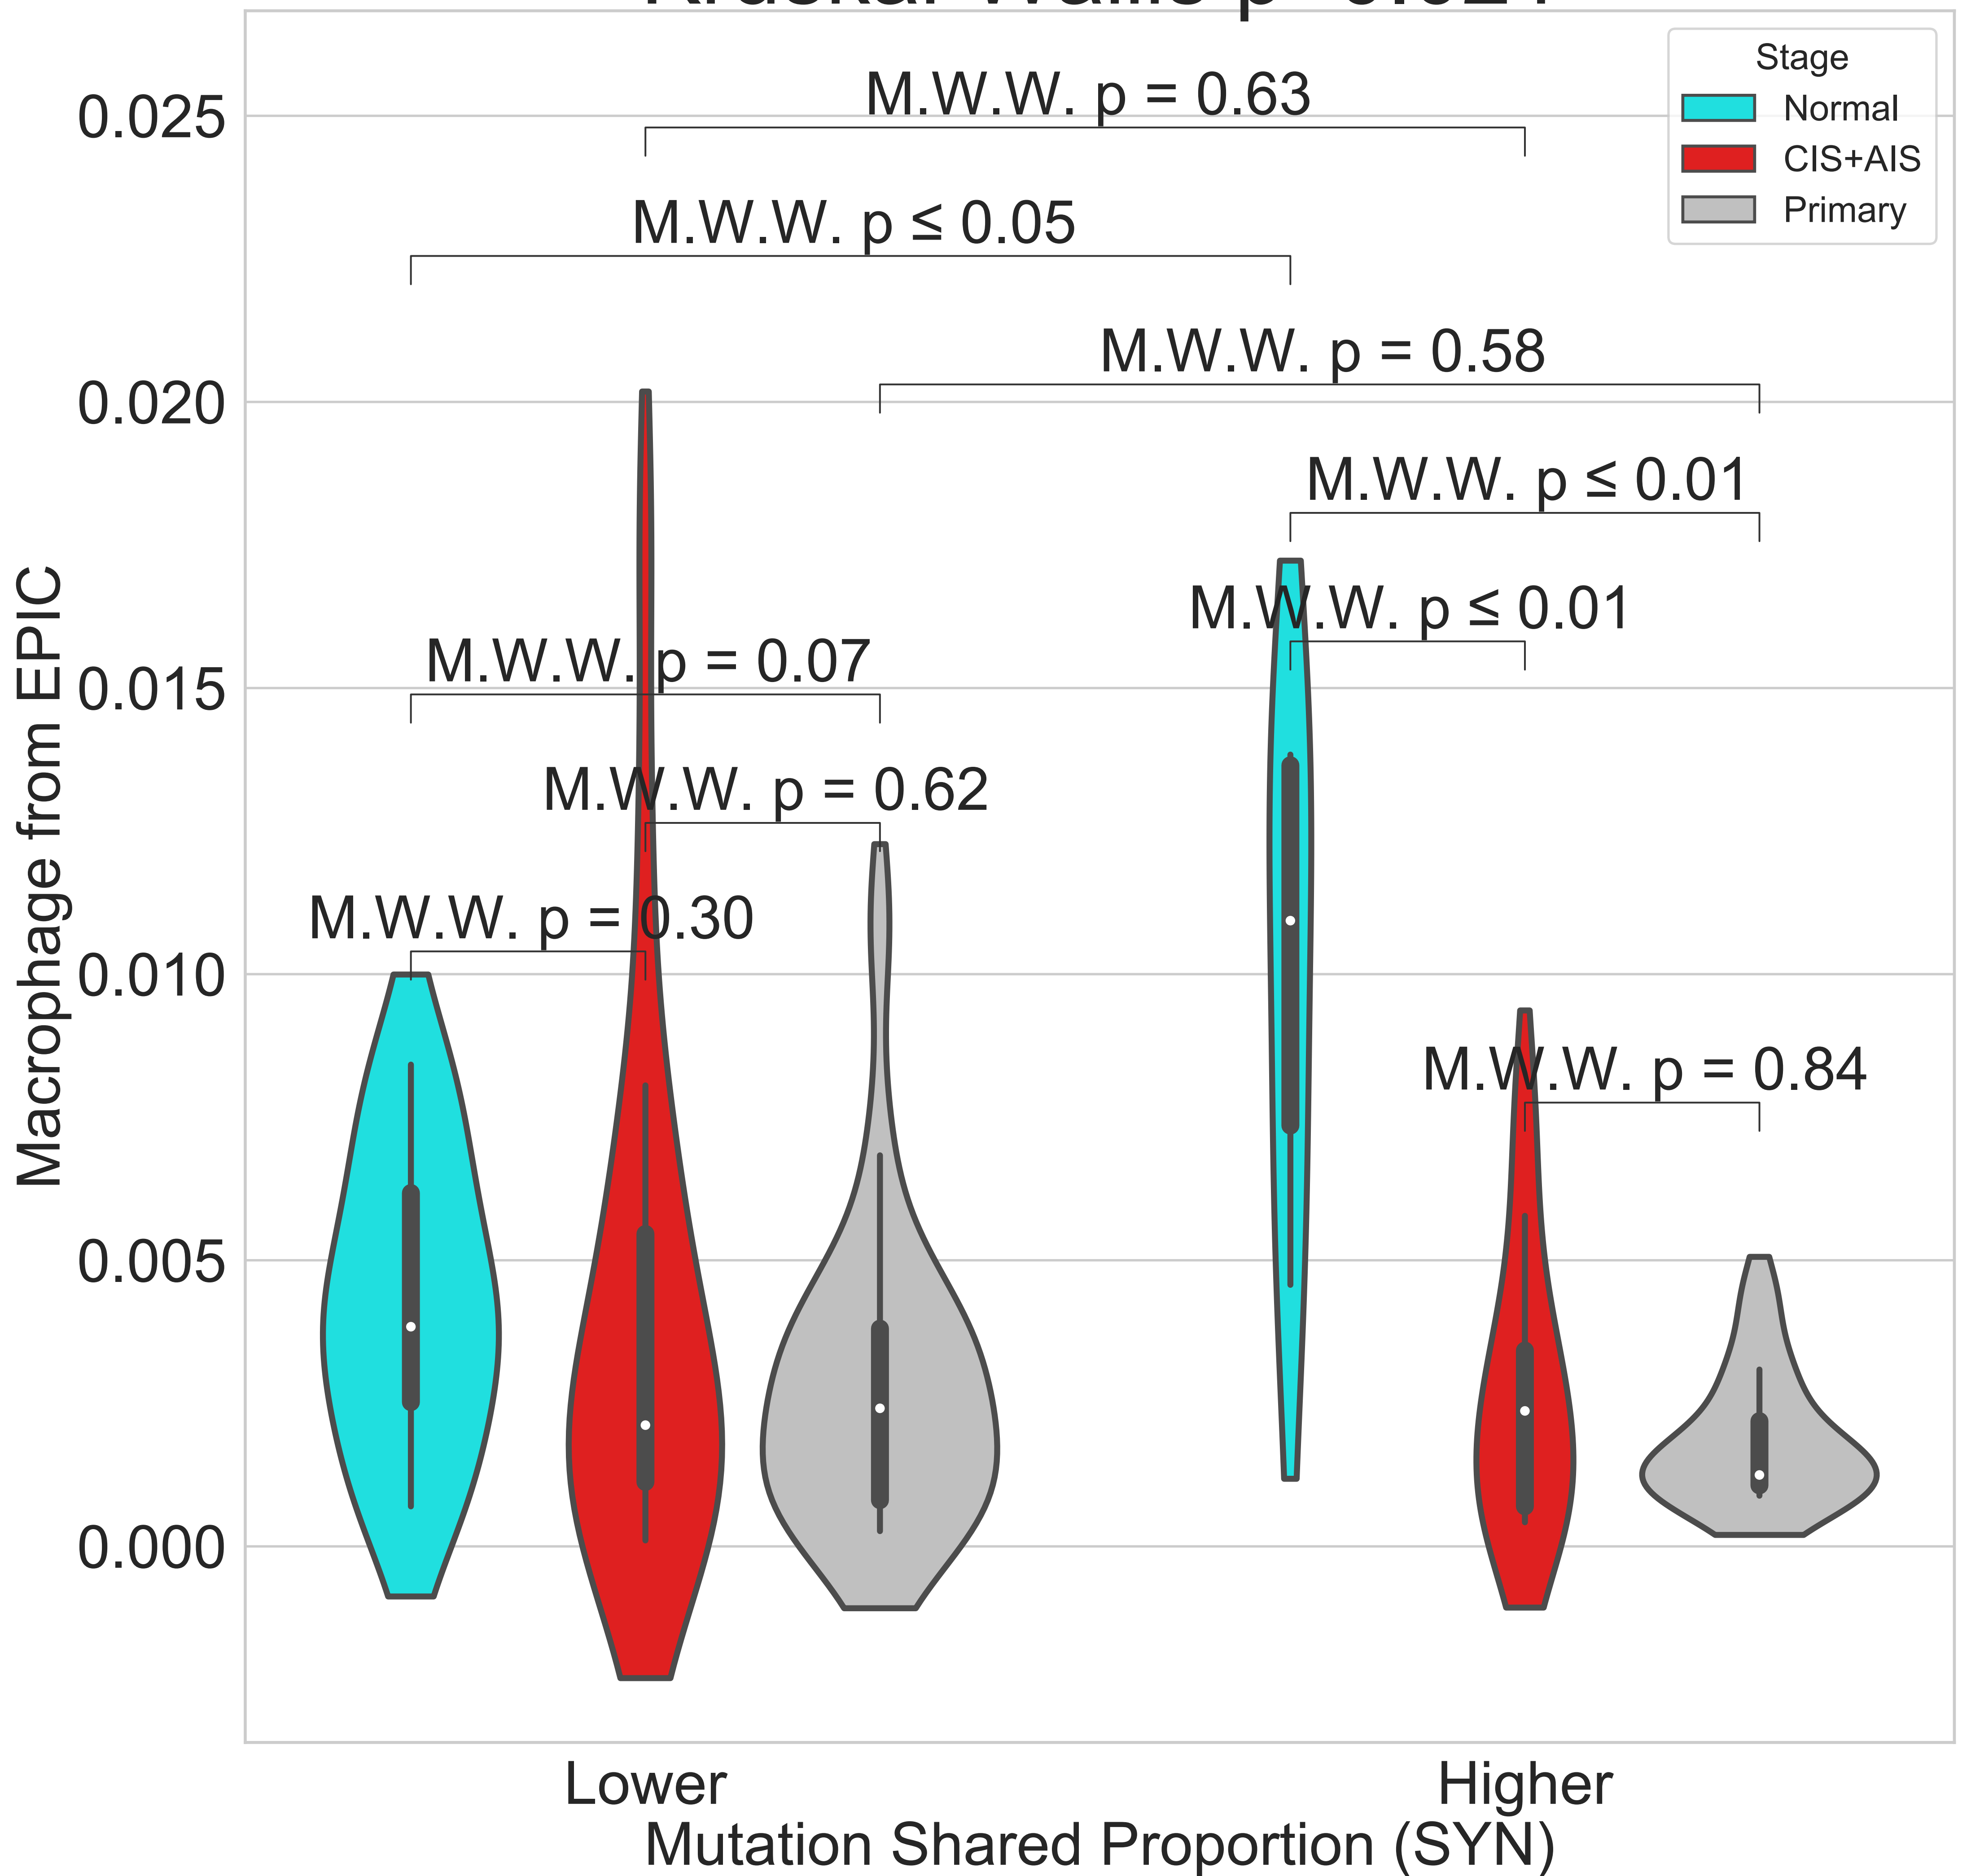 Stage
Normal
CIS+AIS
Primary
M.W.W. p = 0.63
M.W.W. p ≤ 0.05
M.W.W. p = 0.58
M.W.W. p ≤ 0.01
M.W.W. p ≤ 0.01
M.W.W. p = 0.07
M.W.W. p = 0.62
M.W.W. p = 0.30
M.W.W. p = 0.84
0.025
0.020
0.015
0.010
0.005
0.000
Macrophage from EPIC
Lower
Higher
Mutation Shared Proportion (SYN)